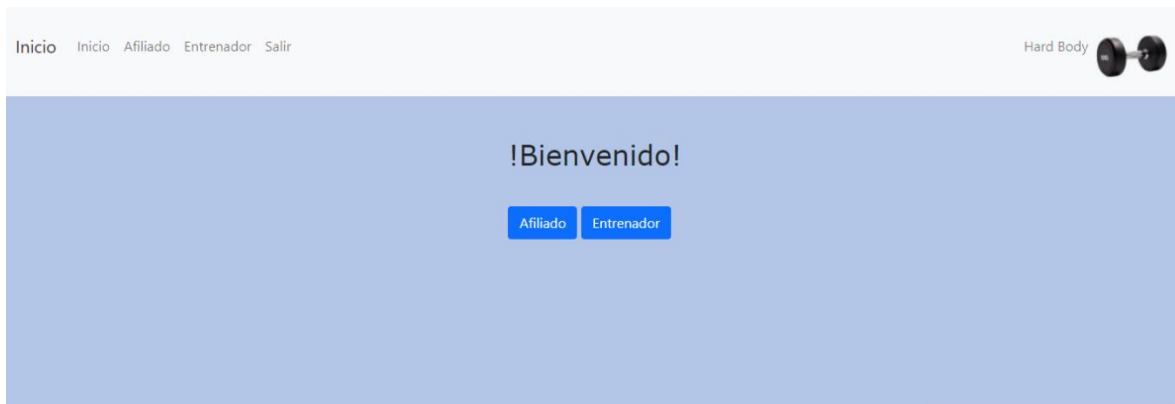 Inicio Inicio Afiliado Entrenador Salir Hard Body
!Bienvenido!
Afiliado Entrenador